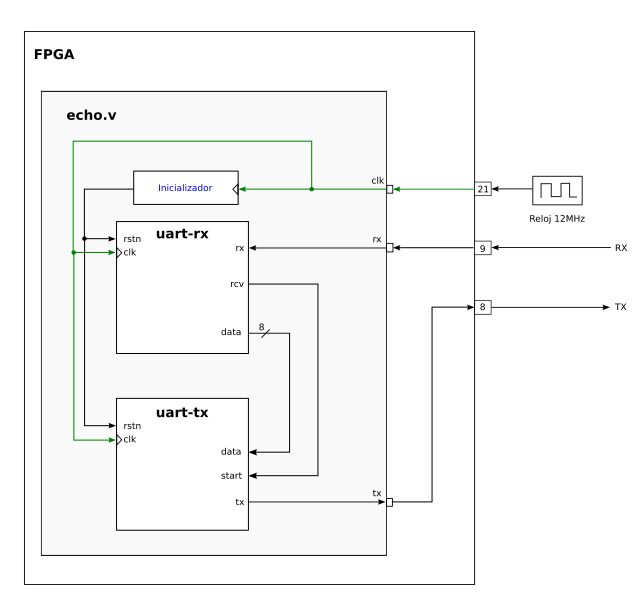 FPGA
echo.v
clk
Inicializador
21
Reloj 12MHz
uart-rx
rstn
clk
rx
rx
9
RX
rcv
8
TX
data
8
uart-tx
rstn
clk
data
start
tx
tx